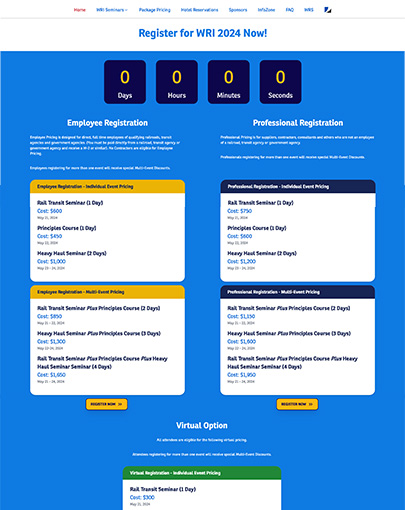 Home WRI Seminars Package Pricing Hotel Reservations Sponsors InfoZone FAQ WRS
Register for WRI 2024 Now!
0 0 0 0
Days Hours Minutes Seconds
Employee Registration
Employee Pricing is designed for direct, full time employees of qualifying railroads, transit
agencies and government agencies. (You must be paid directly from a railroad, transit agency or
government agency and receive a W-2 or similar). No Contractors are eligible for Employee
Pricing.
Employees registering for more than one event will receive special Multi-Event Discounts.
Employee Registration - Individual Event Pricing
Rail Transit Seminar (1 Day)
Cost: $600
May 21, 2024
Principles Course (1 Day)
Cost: $450
May 22, 2024
Heavy Haul Seminar (2 Days)
Cost: $1,000
May 23 - 24, 2024
Employee Registration - Multi-Event Pricing
Rail Transit Seminar Plus Principles Course (2 Days)
Cost: $850
May 21 - 22, 2024
Heavy Haul Seminar Plus Principles Course (3 Days)
Cost: $1,300
May 22-24, 2024
Rail Transit Seminar Plus Principles Course Plus Heavy
Haul Seminar Seminar (4 Days)
Cost: $1,650
May 21 - 24, 2024
REGISTER NOW
Professional Registration
Professional Pricing is for suppliers, contractors, consultants and others who are not an employee
of a railroad, transit agency or government agency.
Professionals registering for more than one event will receive special Multi-Event Discounts.
Professional Registration - Individual Event Pricing
Rail Transit Seminar (1 Day)
Cost: $750
May 21, 2024
Principles Course (1 Day)
Cost: $600
May 22, 2024
Heavy Haul Seminar (2 Days)
Cost: $1,200
May 23 - 24, 2024
Professional Registration - Multi-Event Pricing
Rail Transit Seminar Plus Principles Course (2 Days)
Cost: $1,150
May 21 - 22, 2024
Heavy Haul Seminar Plus Principles Course (3 Days)
Cost: $1,600
May 22 - 24, 2024
Rail Transit Seminar Plus Principles Course Plus Heavy
Haul Seminar Seminar (4 Days)
Cost: $1,950
May 21 - 24, 2024
REGISTER NOW
Virtual Option
All attendees are eligible for the following virtual pricing.
Attendees registering for more than one event will receive special Multi-Event Discounts.
Virtual Registration - Individual Event Pricing
Rail Transit Seminar (1 Day)
Cost: $300
May 21, 2024